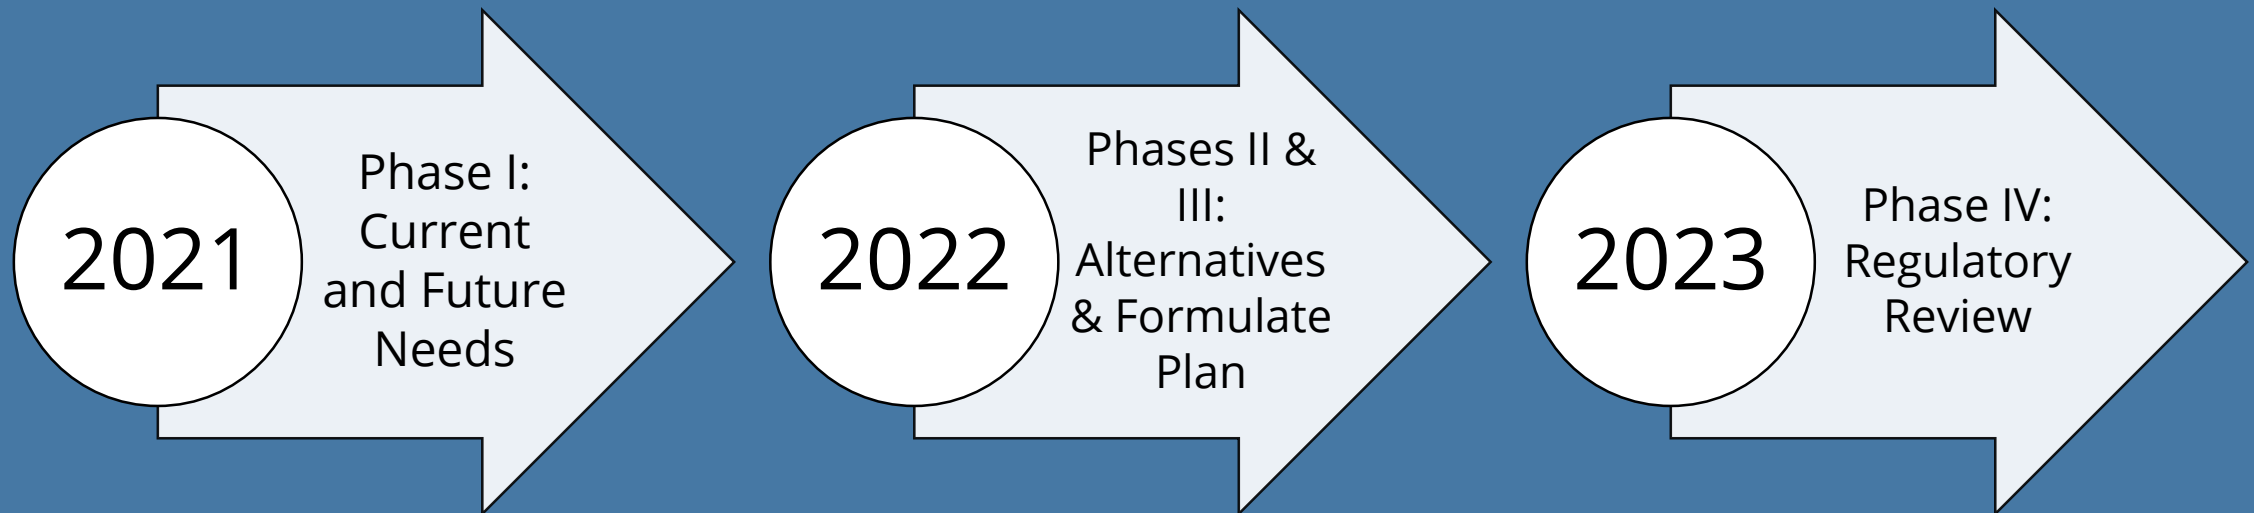 2021
Phase I:
Current
and Future
Needs
2022
Phases II &
III:
Alternatives
& Formulate
Plan
2023
Phase IV:
Regulatory
Review